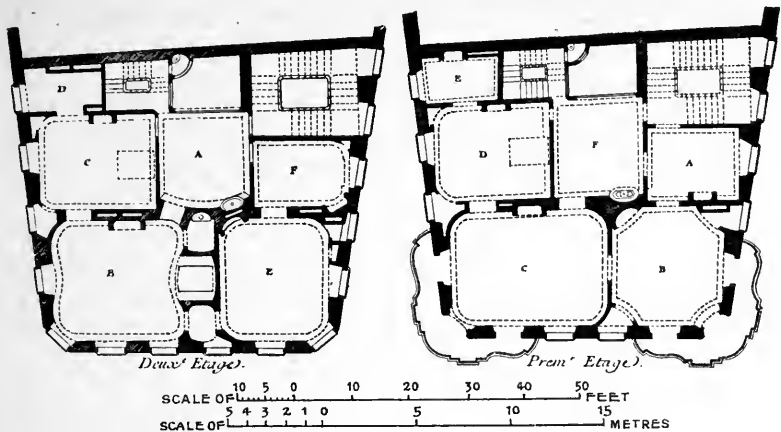 D
C
A
F
B
E
Deuxe. Etage).
E
D
F
A
C
B
Premr. Etage).
10 5 0 10 20 30 40 50
SCALE OF FEET
5 4 3 2 1 0 5 10 15
SCALE OF METRES